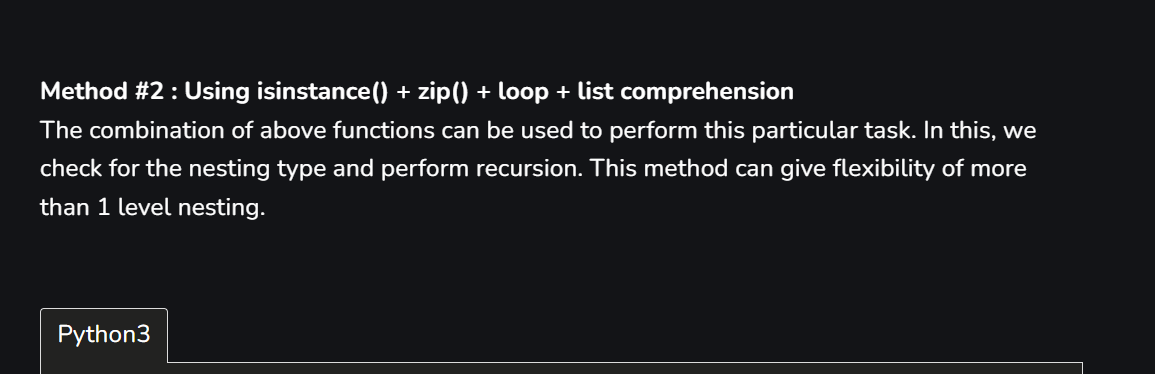 Method #2 : Using isinstance() + zip() + loop + list comprehension
The combination of above functions can be used to perform this particular task. In this, we
check for the nesting type and perform recursion. This method can give flexibility of more
than 1 level nesting.
Python3